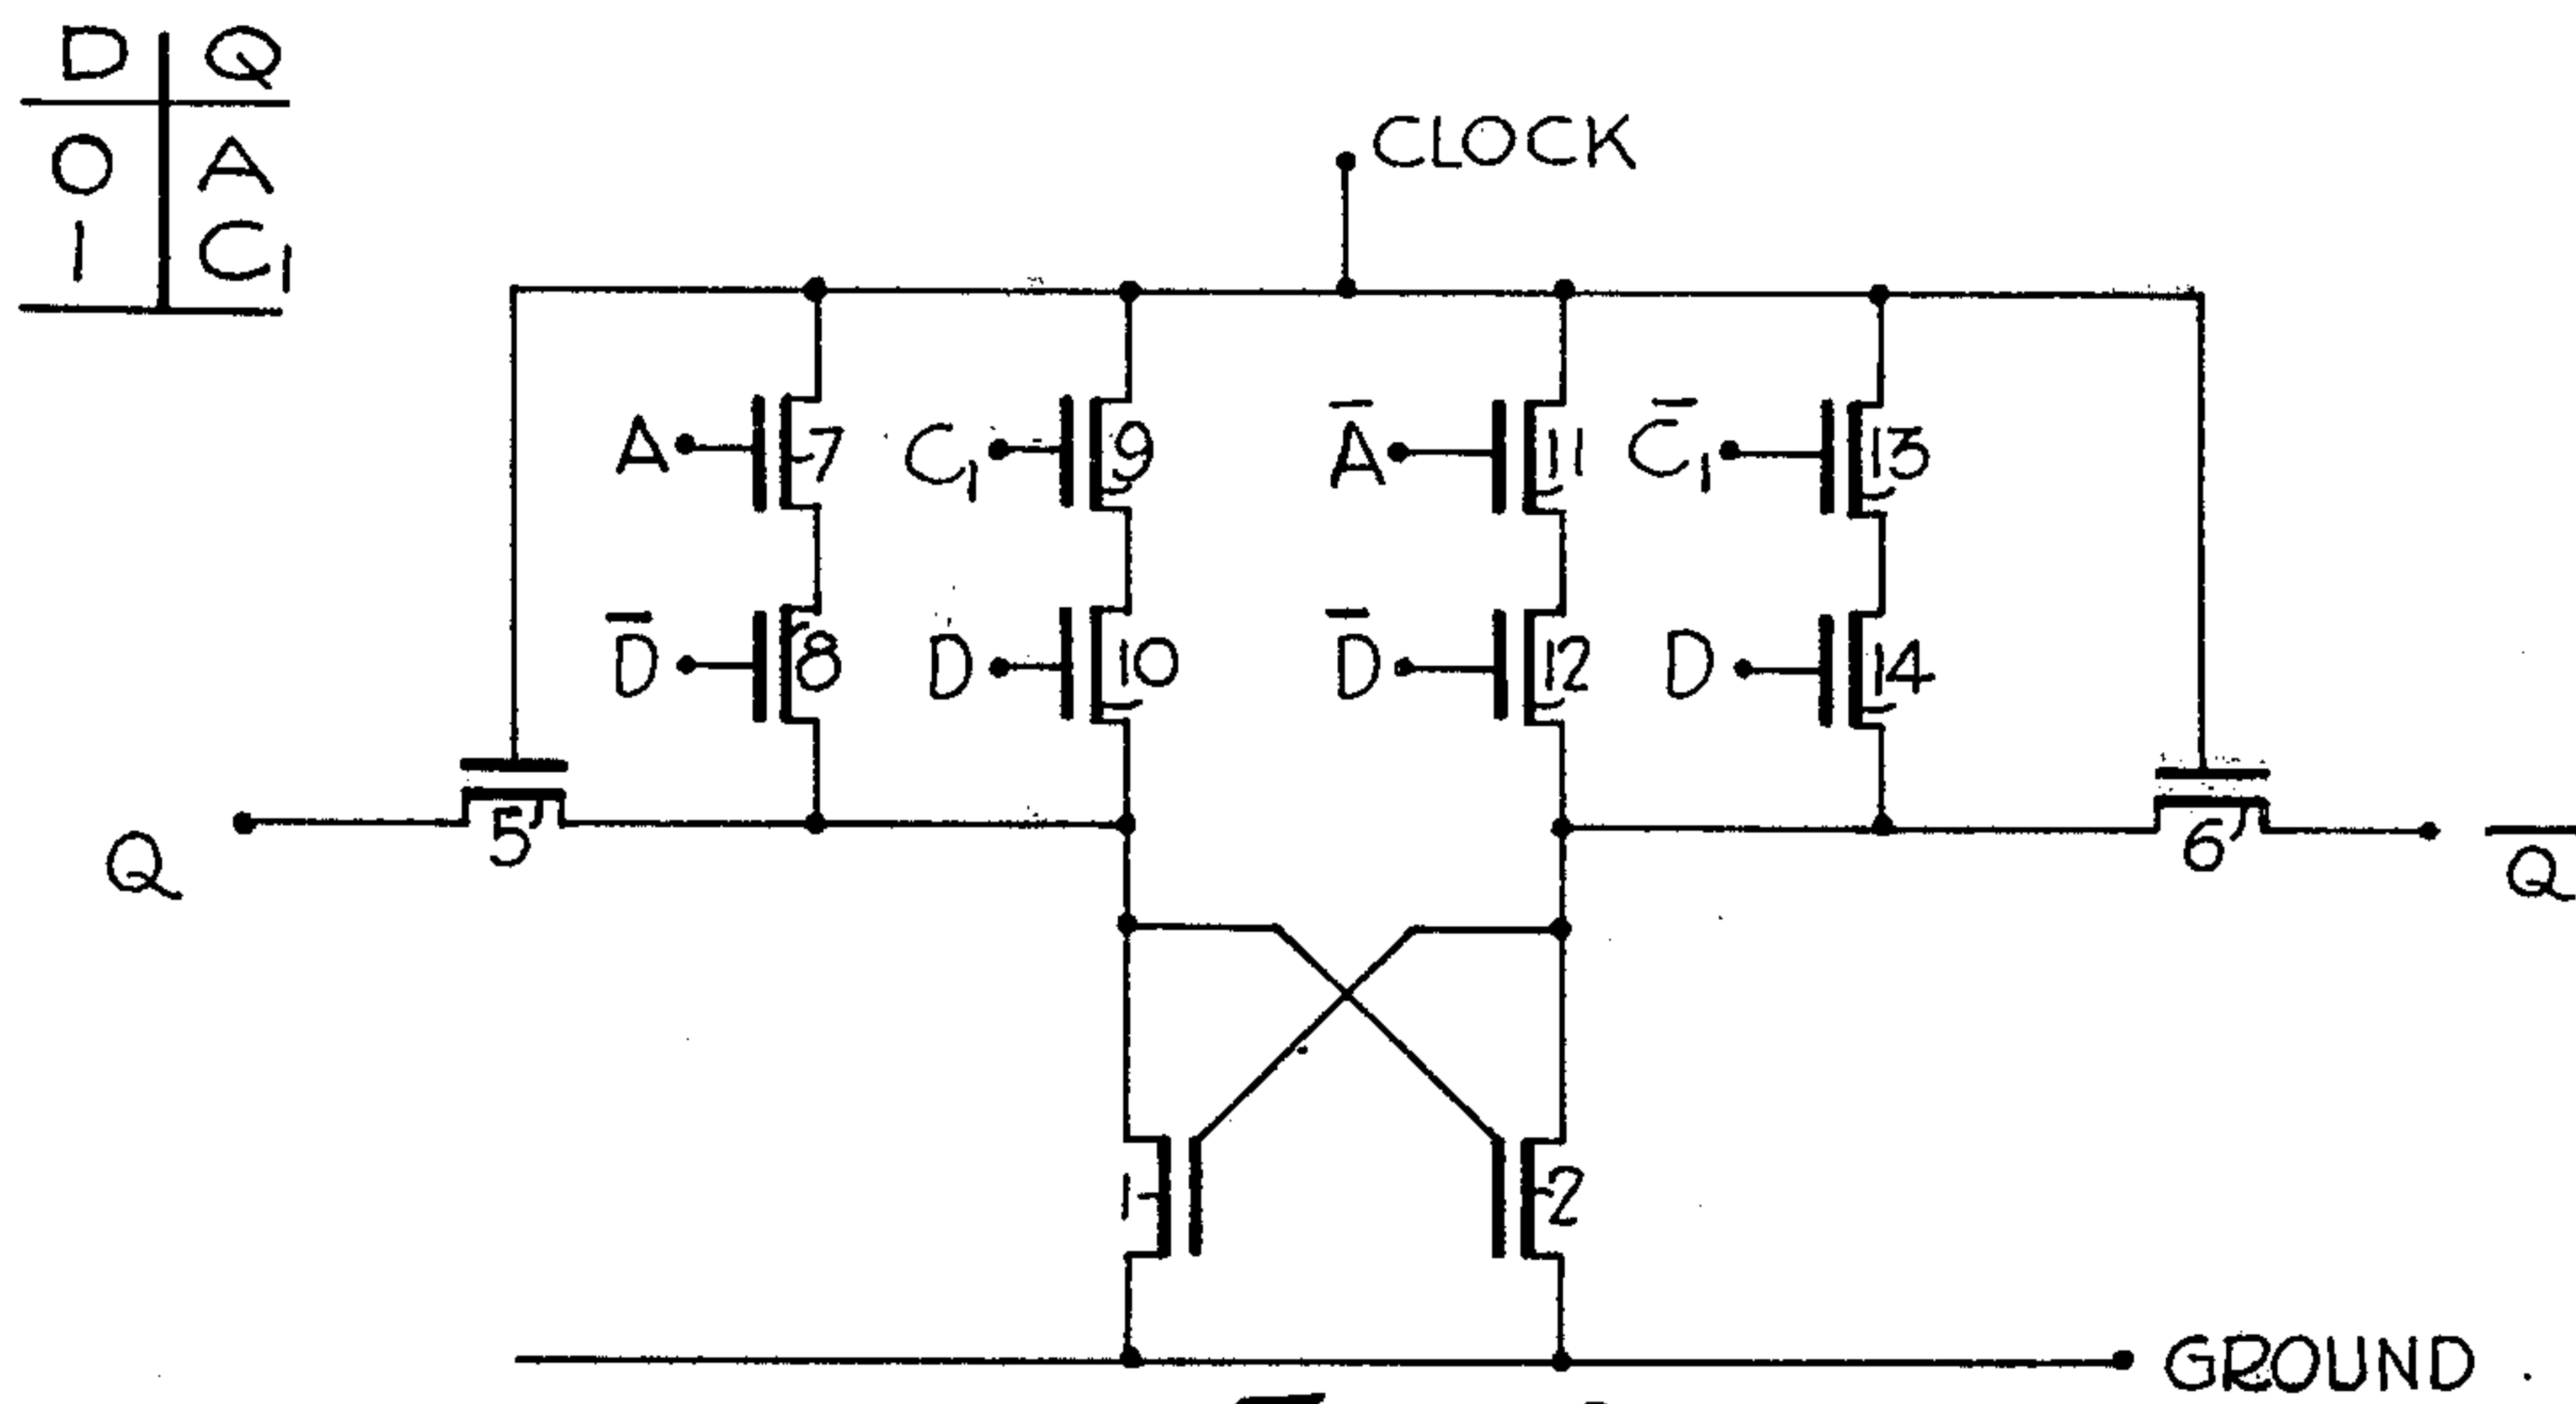 D Q
0 A
1 C₁
CLOCK
A 7 C₁ 9 A̅ 11 C̅₁ 13
D̅ 8 D 10 D̅ 12 D 14
Q 5 6 Q̅
1 2
GROUND